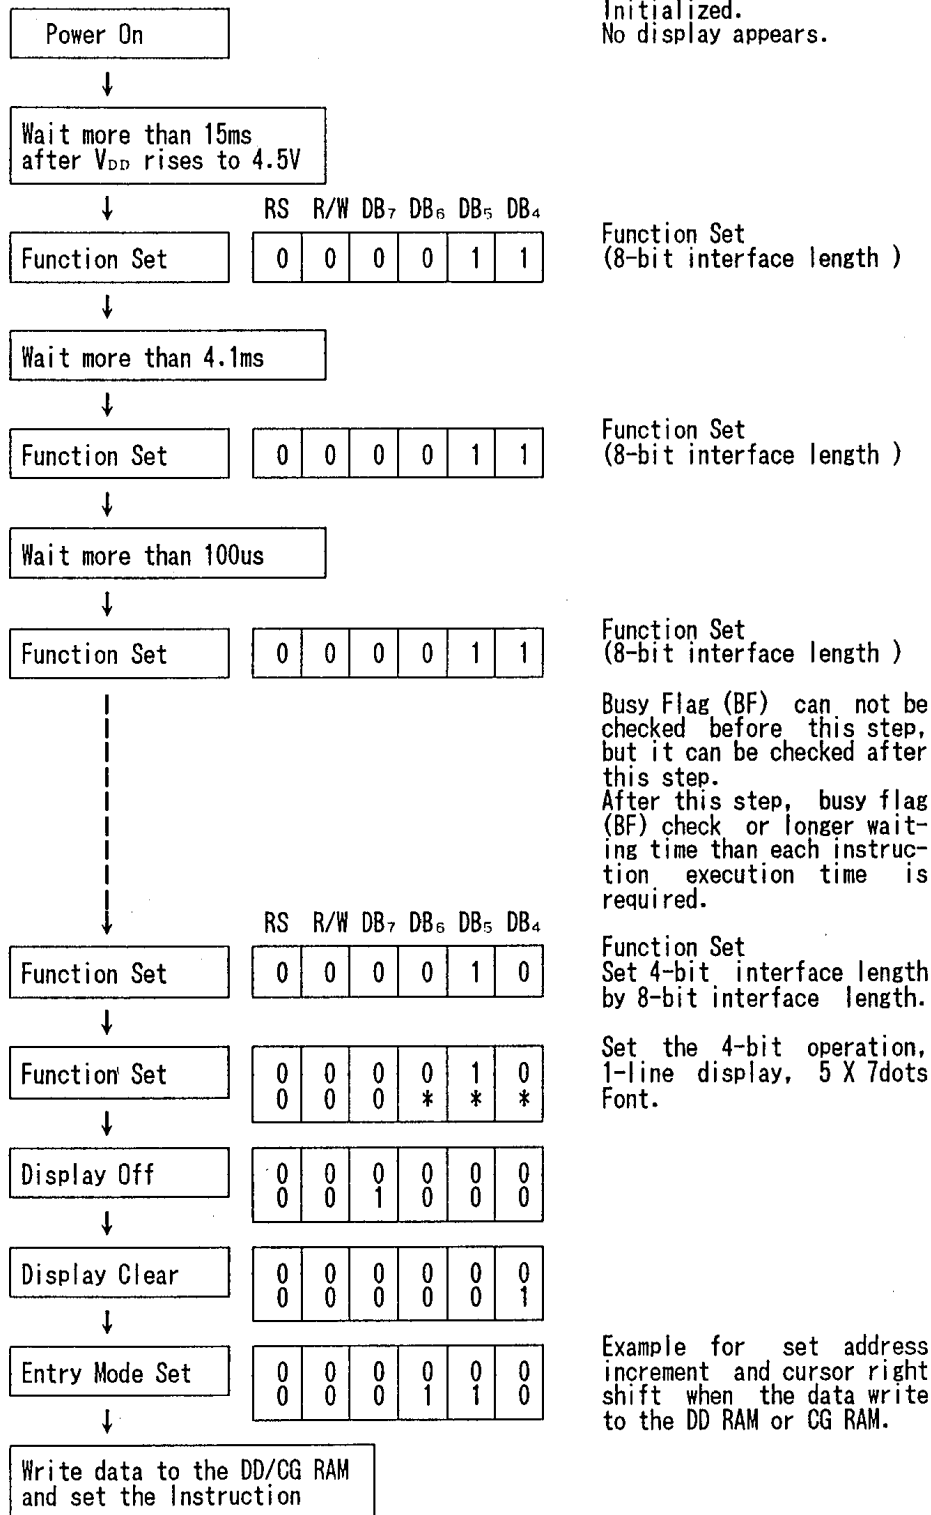 Initialized.
Power On
No display appears.
↓
Wait more than 15ms
after VDD rises to 4.5V
↓
RS R/W DB7 DB6 DB5 DB4
Function Set
0 0 0 0 1 1
Function Set
(8-bit interface length )
↓
Wait more than 4.1ms
↓
Function Set
0 0 0 0 1 1
Function Set
(8-bit interface length )
↓
Wait more than 100us
↓
Function Set
0 0 0 0 1 1
Function Set
(8-bit interface length )
Busy Flag (BF) can not be
checked before this step,
but it can be checked after
this step.
After this step, busy flag
(BF) check or longer wait-
ing time than each instruc-
tion execution time is
required.
RS R/W DB7 DB6 DB5 DB4
Function Set
0 0 0 0 1 0
Function Set
Set 4-bit interface length
by 8-bit interface length.
↓
Function Set
0 0 0 0 1 0
0 0 0 * * *
Set the 4-bit operation,
1-line display, 5 X 7dots
Font.
↓
Display Off
0 0 0 0 0 0
0 0 1 0 0 0
↓
Display Clear
0 0 0 0 0 0
0 0 0 0 0 1
↓
Entry Mode Set
0 0 0 0 0 0
0 0 0 1 1 0
Example for set address
increment and cursor right
shift when the data write
to the DD RAM or CG RAM.
↓
Write data to the DD/CG RAM
and set the Instruction